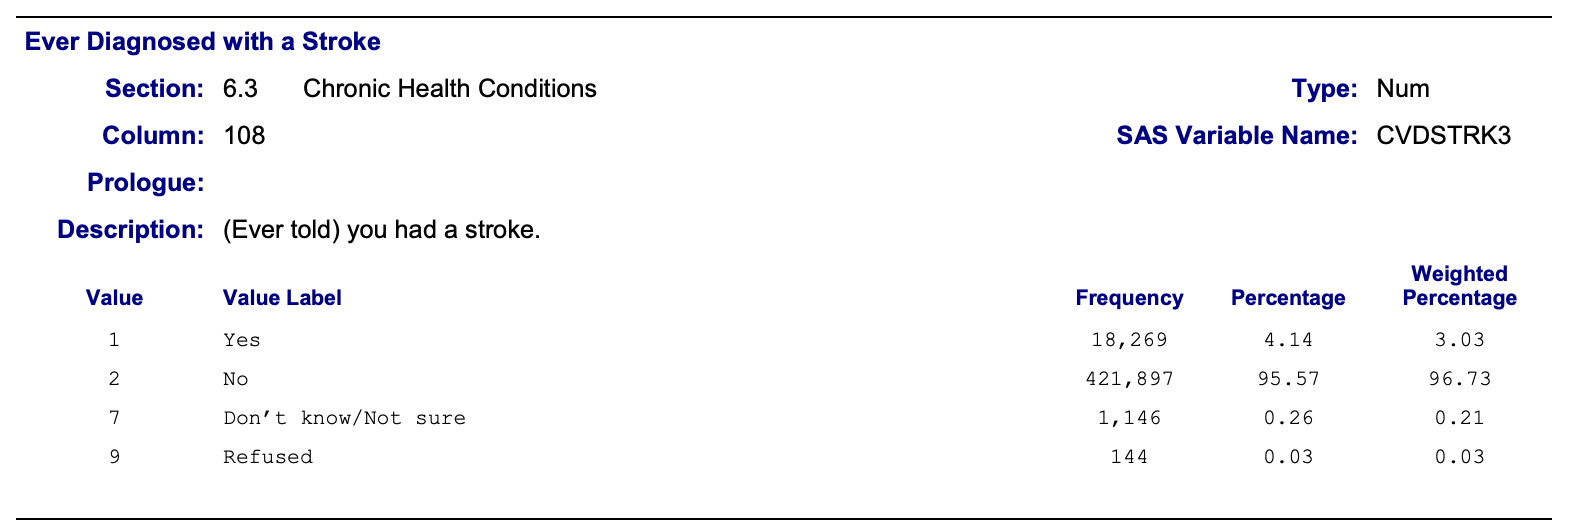 Ever Diagnosed with a Stroke
Section: 6.3 Chronic Health Conditions Type: Num
Column: 108 SAS Variable Name: CVDSTRK3
Prologue:
Description: (Ever told) you had a stroke.
Value Value Label Frequency Percentage Weighted Percentage
1 Yes 18,269 4.14 3.03
2 No 421,897 95.57 96.73
7 Don’t know/Not sure 1,146 0.26 0.21
9 Refused 144 0.03 0.03